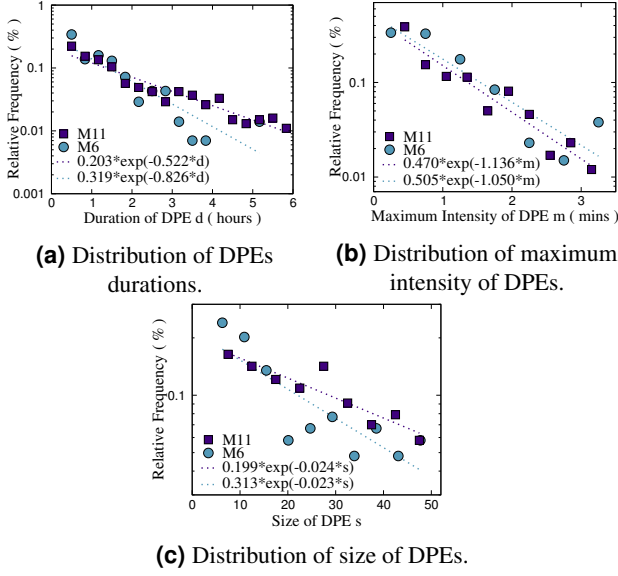 Relative Frequency ( % )
1
0.1
0.01
0.001
M11
M6
0.203*exp(-0.522*d)
0.319*exp(-0.826*d)
0 1 2 3 4 5 6
Duration of DPE d ( hours )
(a) Distribution of DPEs
durations.
Relative Frequency ( % )
0.1
0.01
M11
M6
0.470*exp(-1.136*m)
0.505*exp(-1.050*m)
0 1 2 3
Maximum Intensity of DPE m ( mins )
(b) Distribution of maximum
intensity of DPEs.
Relative Frequency ( % )
0.1
M11
M6
0.199*exp(-0.024*s)
0.313*exp(-0.023*s)
0 10 20 30 40 50
Size of DPE s
(c) Distribution of size of DPEs.